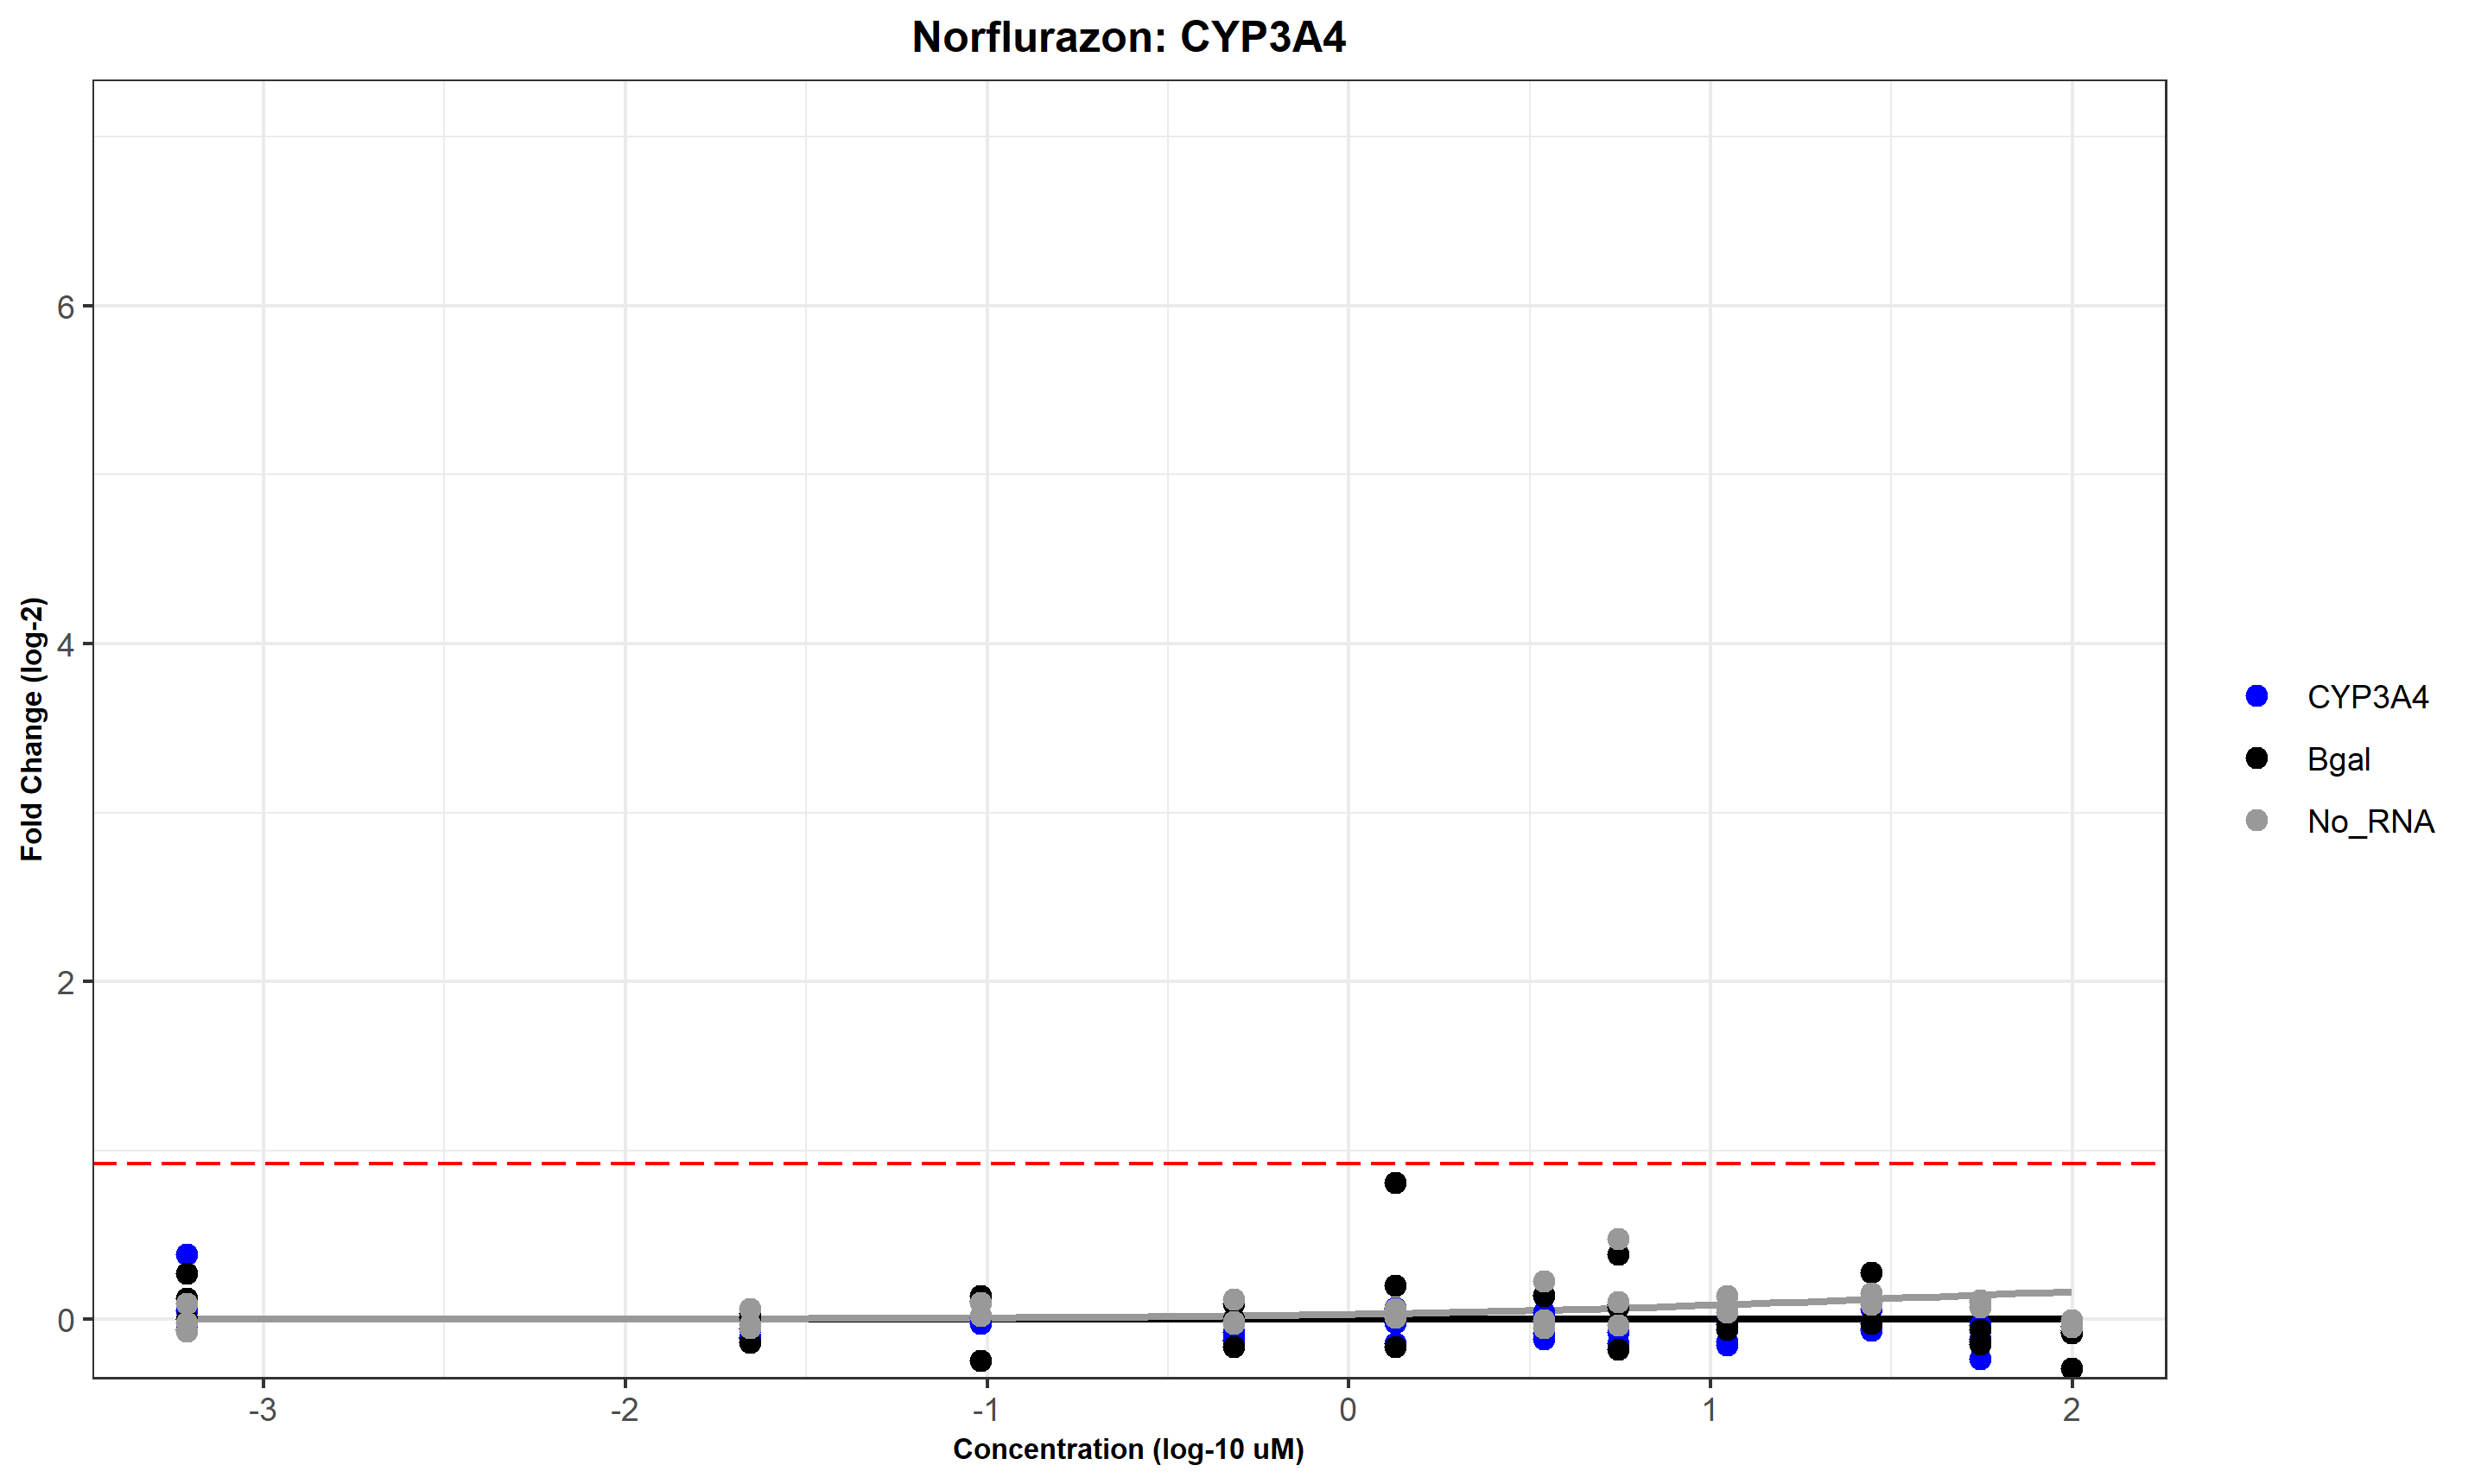 Norflurazon: CYP3A4
Fold Change (log-2)
6
4
2
0
-3
-2
-1
0
1
2
Concentration (log-10 uM)
CYP3A4
Bgal
No_RNA